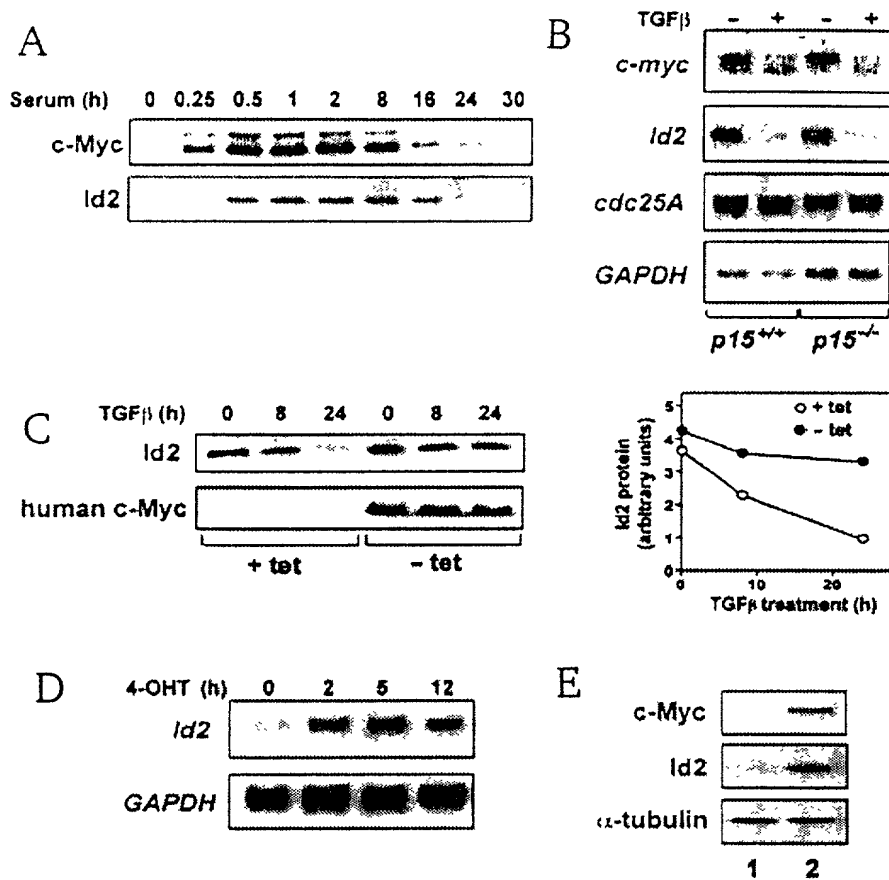 A
Serum (h) 0 0.25 0.5 1 2 8 16 24 30
c-Myc
Id2
B
TGFβ – + – +
c-myc
Id2
cdc25A
GAPDH
p15+/+ p15-/-
C
TGFβ (h) 0 8 24 0 8 24
Id2
human c-Myc
+ tet – tet
5
4
3
2
1
0
Id2 protein
(arbitrary units)
+ tet
– tet
0 10 20
TGFβ treatment (h)
D
4-OHT (h) 0 2 5 12
Id2
GAPDH
E
c-Myc
Id2
α-tubulin
1 2